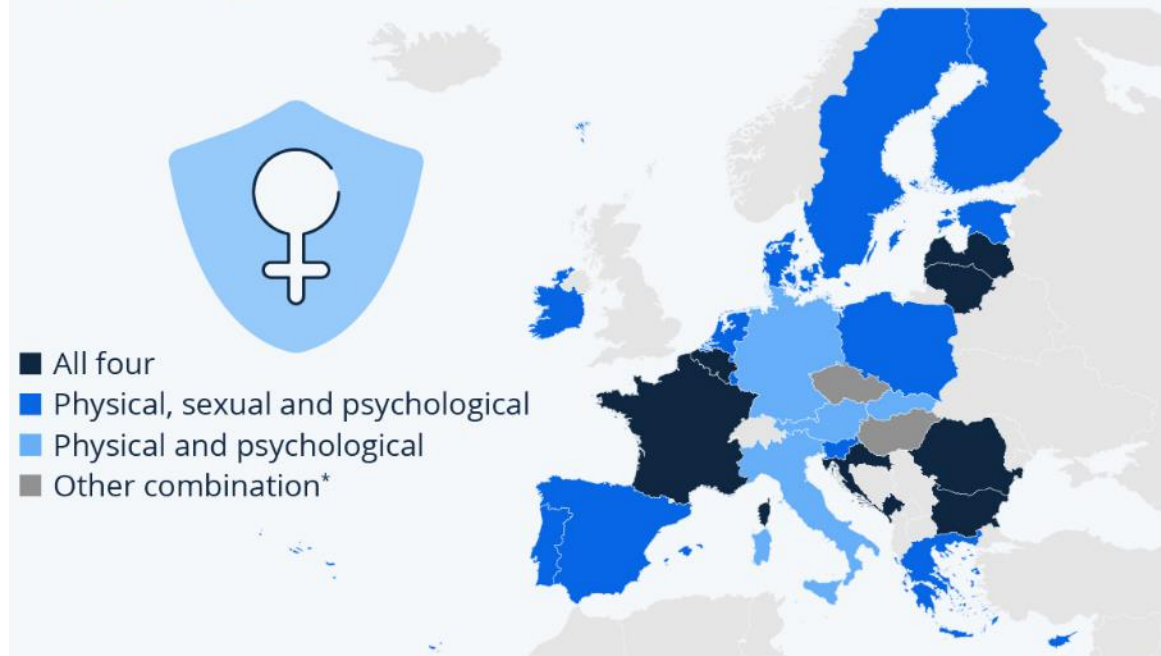 All four
Physical, sexual and psychological
Physical and psychological
Other combination*